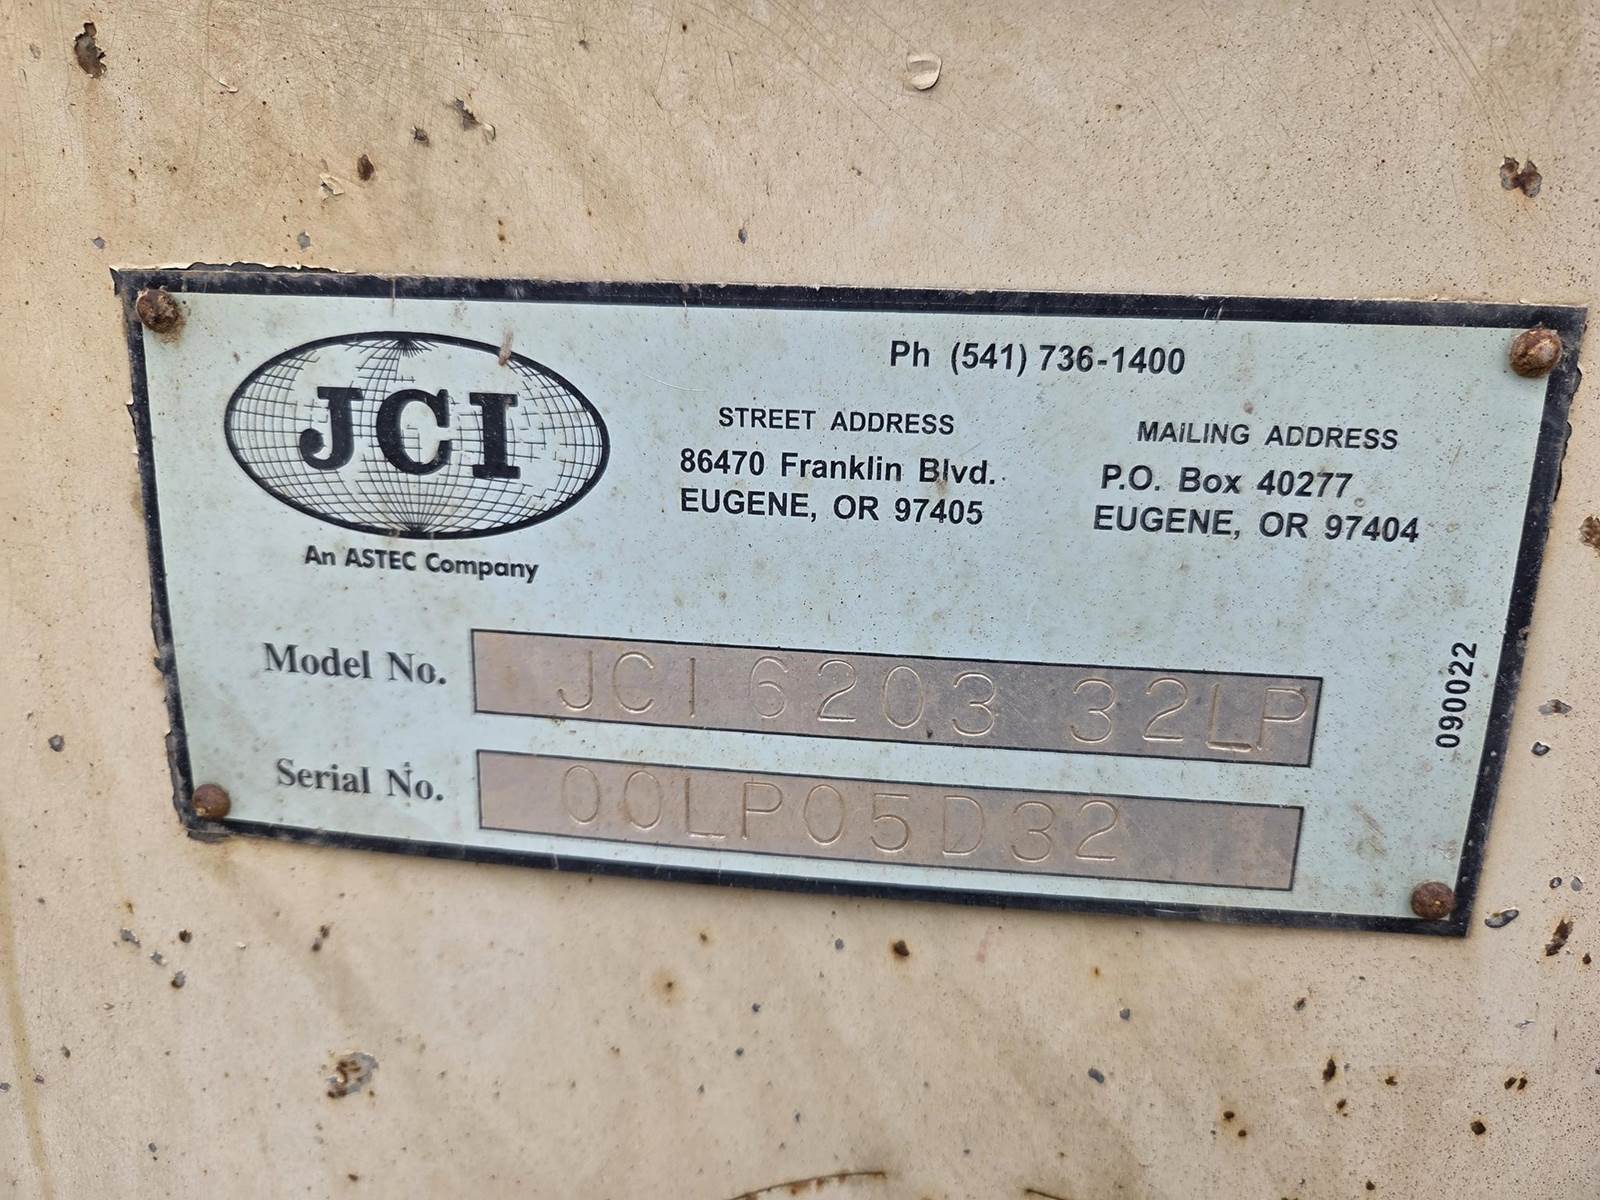 JCI
An ASTEC Company
Ph (541) 736-1400
STREET ADDRESS
86470 Franklin Blvd.
EUGENE, OR 97405
MAILING ADDRESS
P.O. Box 40277
EUGENE, OR 97404
Model No. JCI 6203 32LP
Serial No. 00LP05D32
090022